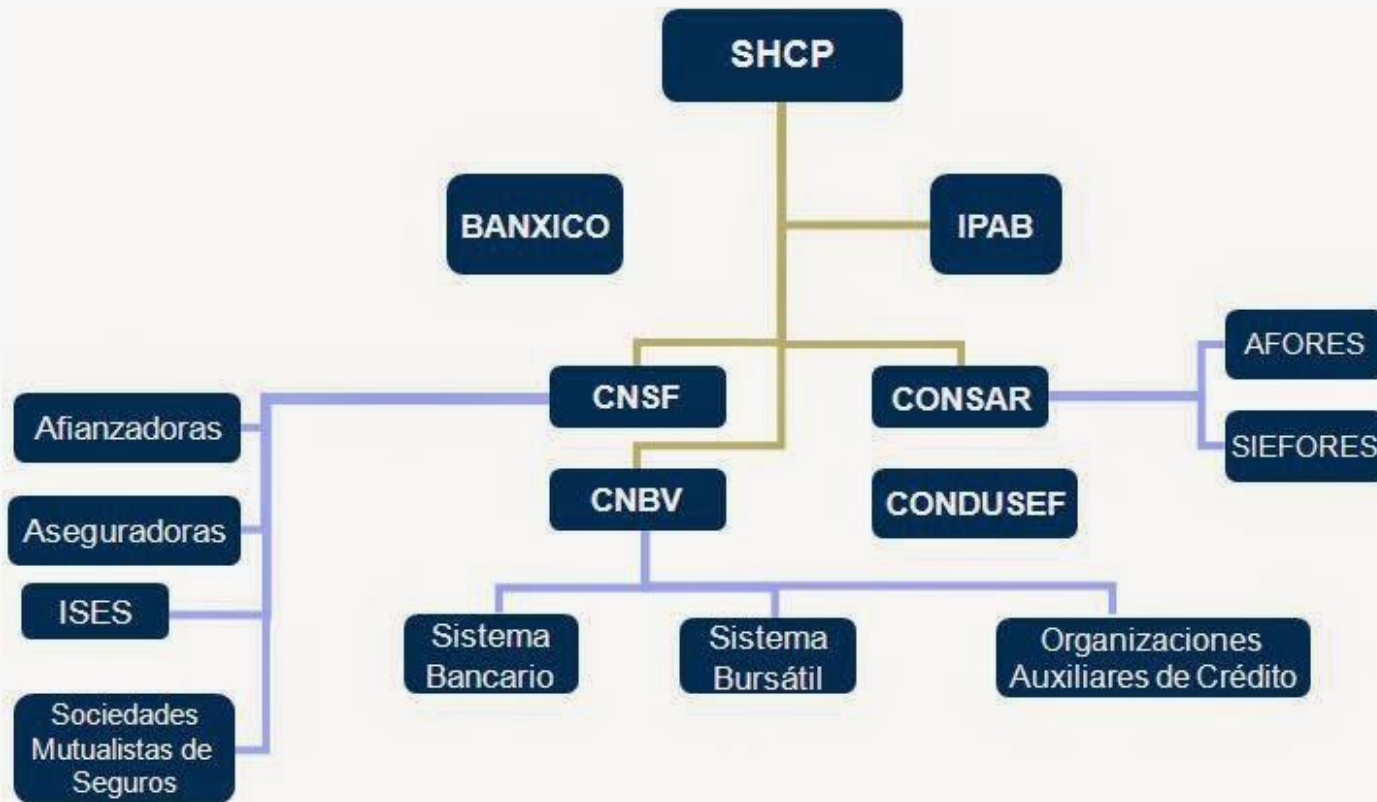 SHCP
BANXICO
IPAB
AFORES
CNSF
CONSAR
Afianzadoras
SIEFORES
CNBV
CONDUSEF
Aseguradoras
ISES
Sistema
Bancario
Sistema
Bursátil
Organizaciones
Auxiliares de Crédito
Sociedades
Mutualistas de
Seguros